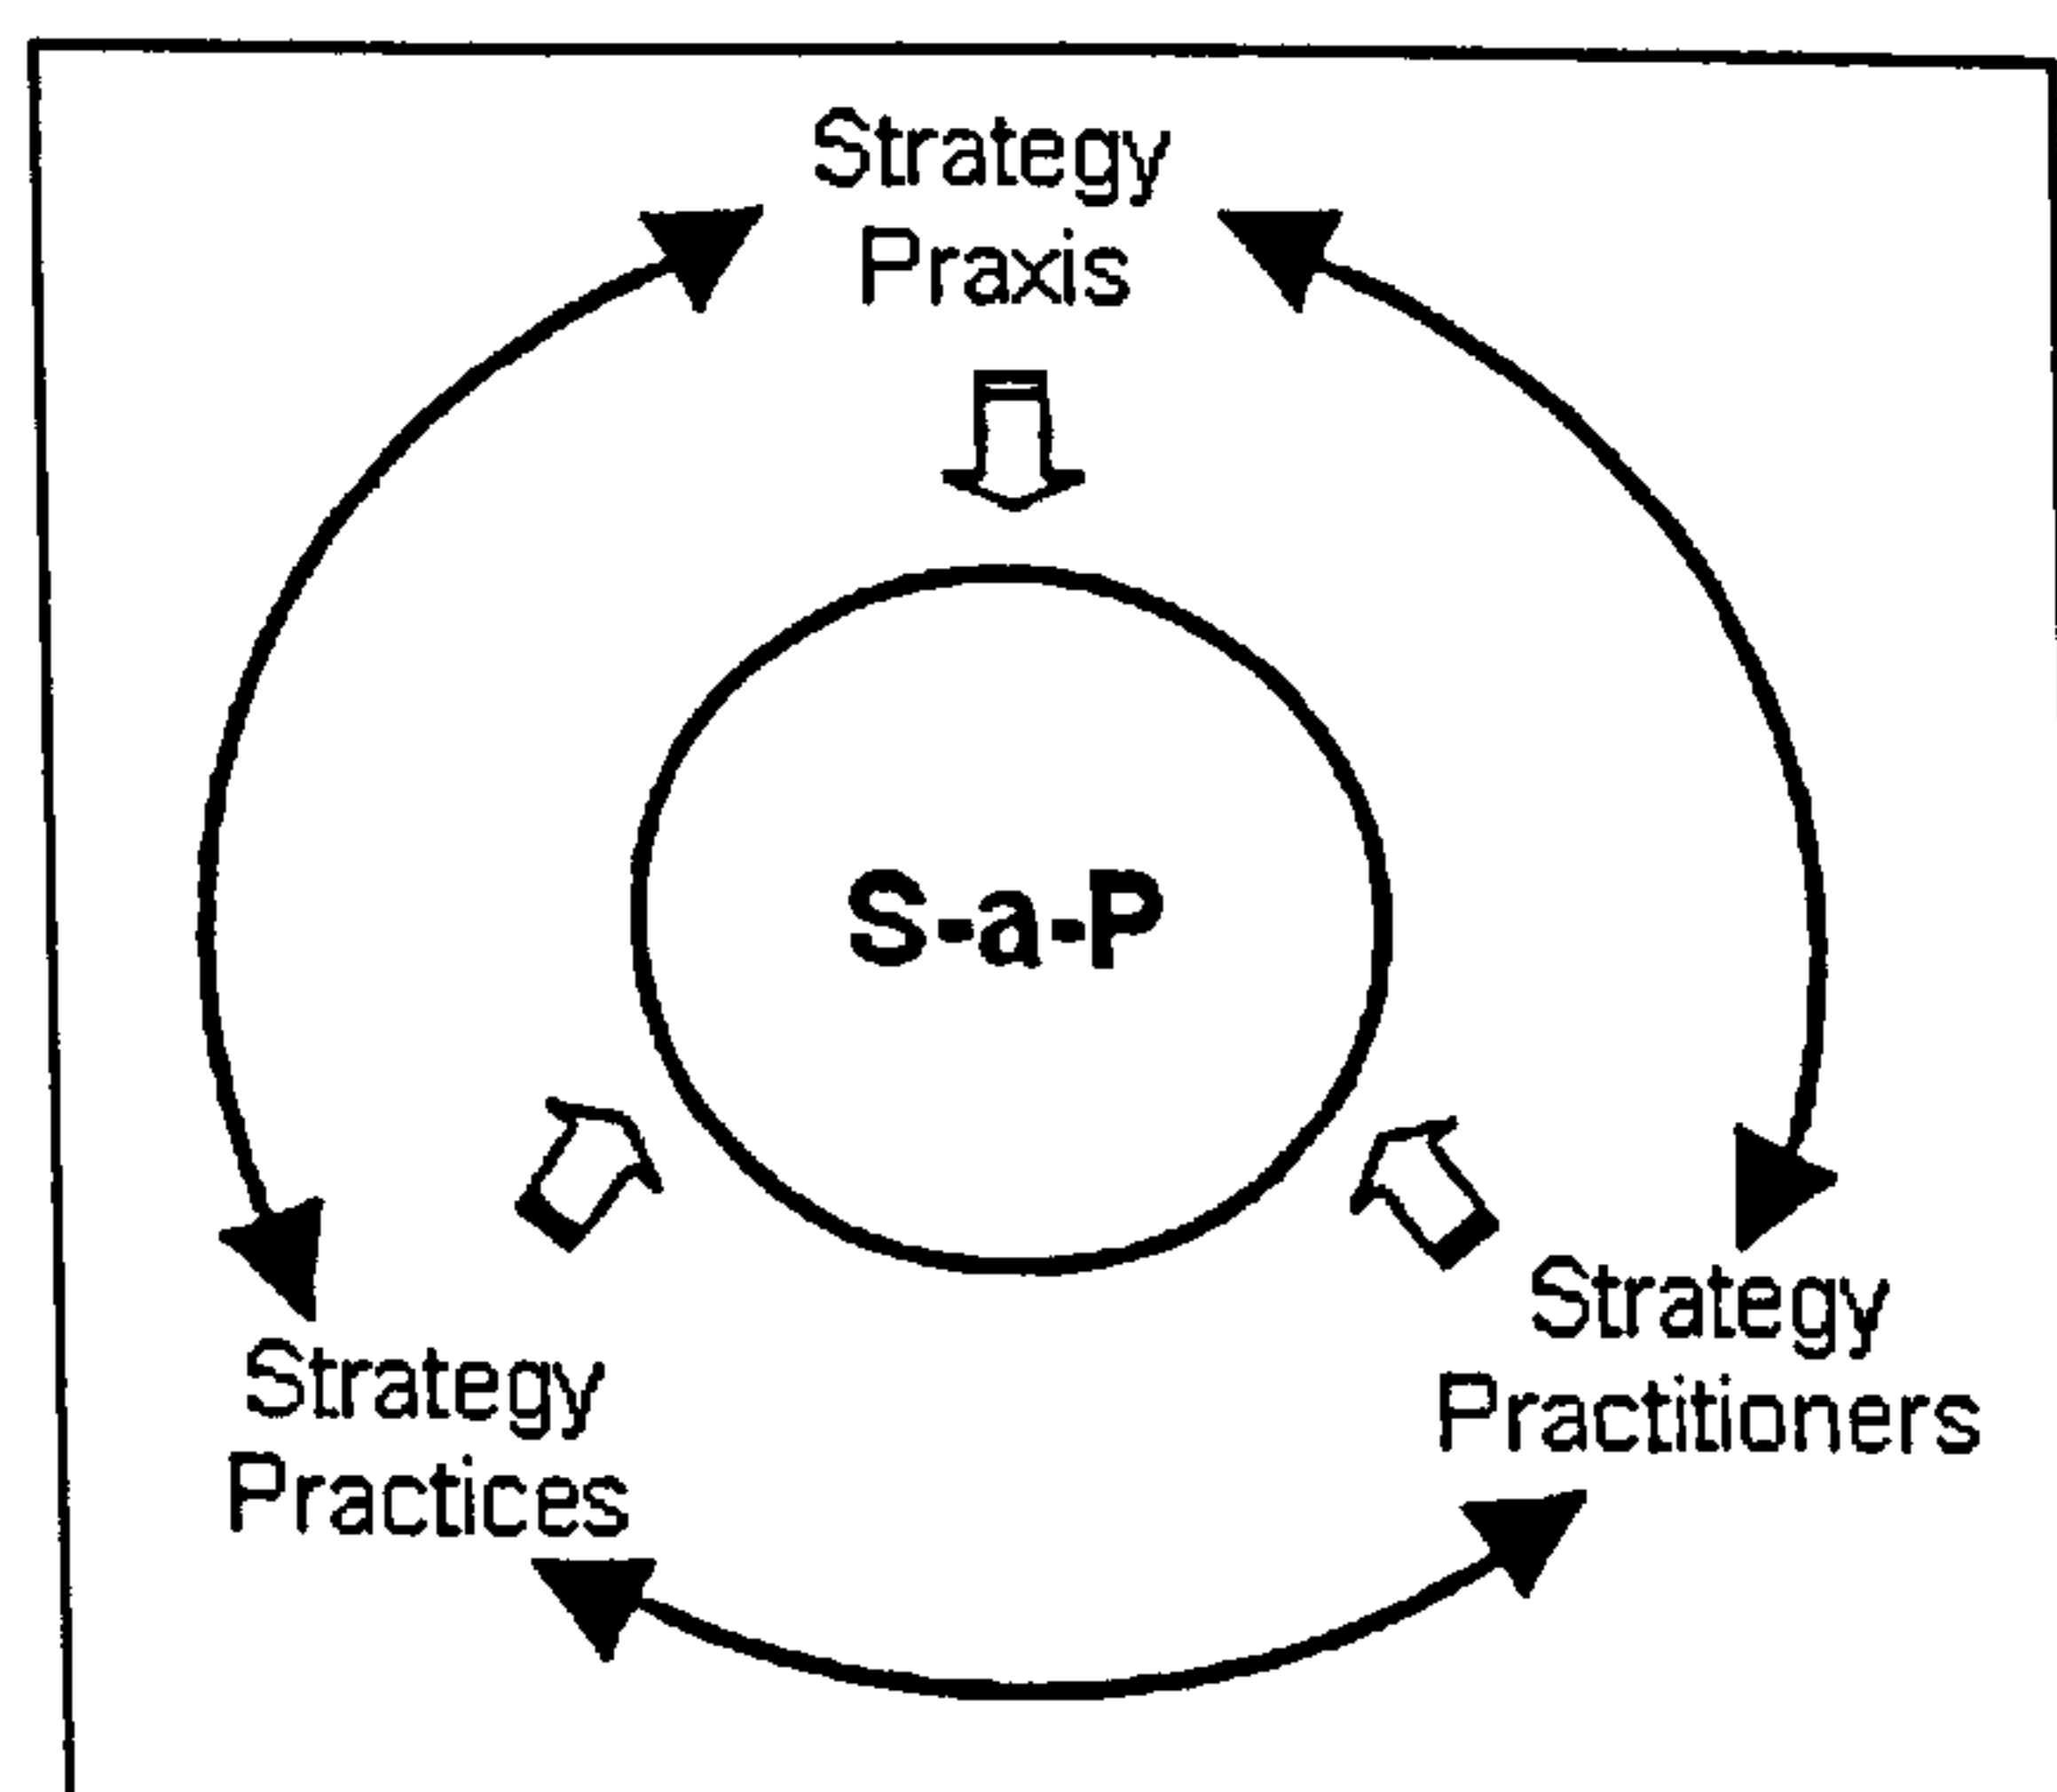 Strategy
Praxis
S-a-P
Strategy
Practices
Strategy
Practitioners